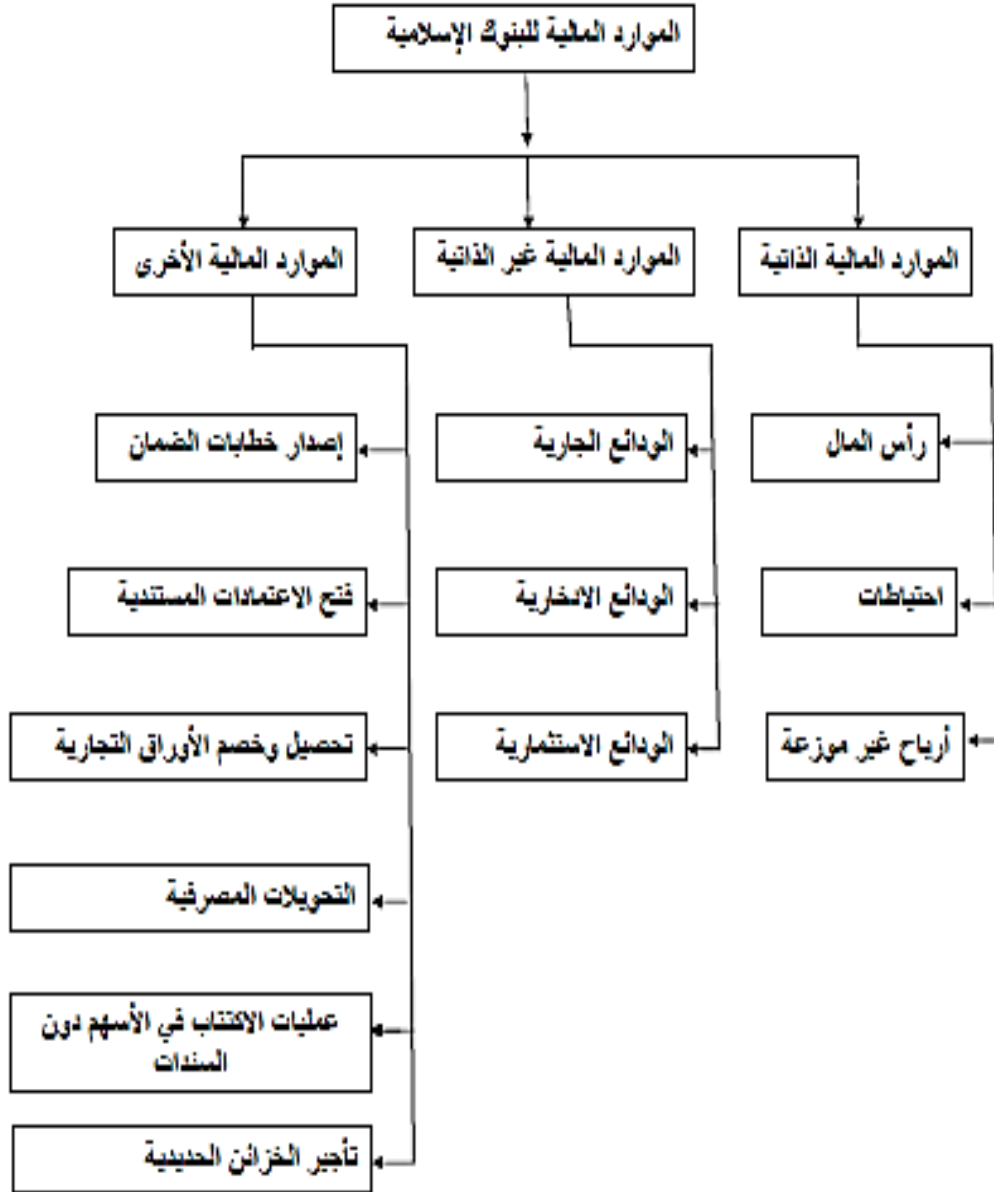 الموارد المالية للبنوك الإسلامية
الموارد المالية الذاتية
الموارد المالية غير الذاتية
الموارد المالية الأخرى
رأس المال
احتياطات
أرباح غير موزعة
الودائع الجارية
الودائع الادخارية
الودائع الاستثمارية
إصدار خطابات الضمان
فتح الاعتمادات المستندية
تحصيل وخصم الأوراق التجارية
التحويلات المصرفية
عمليات الاكتتاب في الأسهم دون
السندات
تأجير الخزائن الحديدية